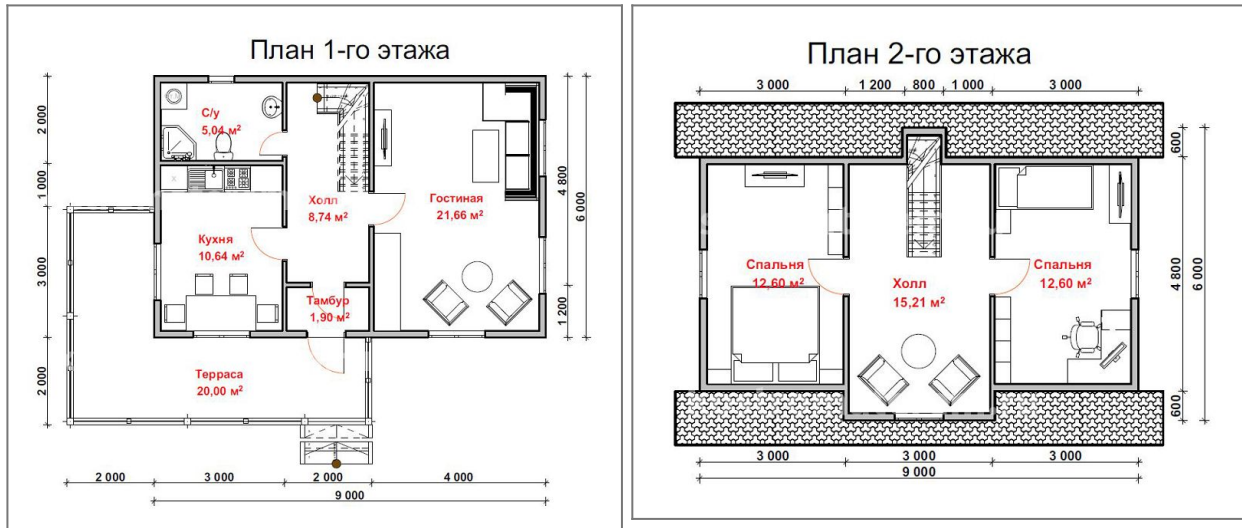 План 1-го этажа
С/у
5,04 м²
Холл
8,74 м²
Гостиная
21,66 м²
Кухня
10,64 м²
Тамбур
1,90 м²
Терраса
20,00 м²
2 000
1 000
3 000
2 000
4 800
1 200
6 000
2 000
3 000
2 000
4 000
9 000
План 2-го этажа
3 000
1 200
800
1 000
3 000
Спальня
12,60 м²
Холл
15,21 м²
Спальня
12,60 м²
600
4 800
600
6 000
3 000
3 000
3 000
9 000